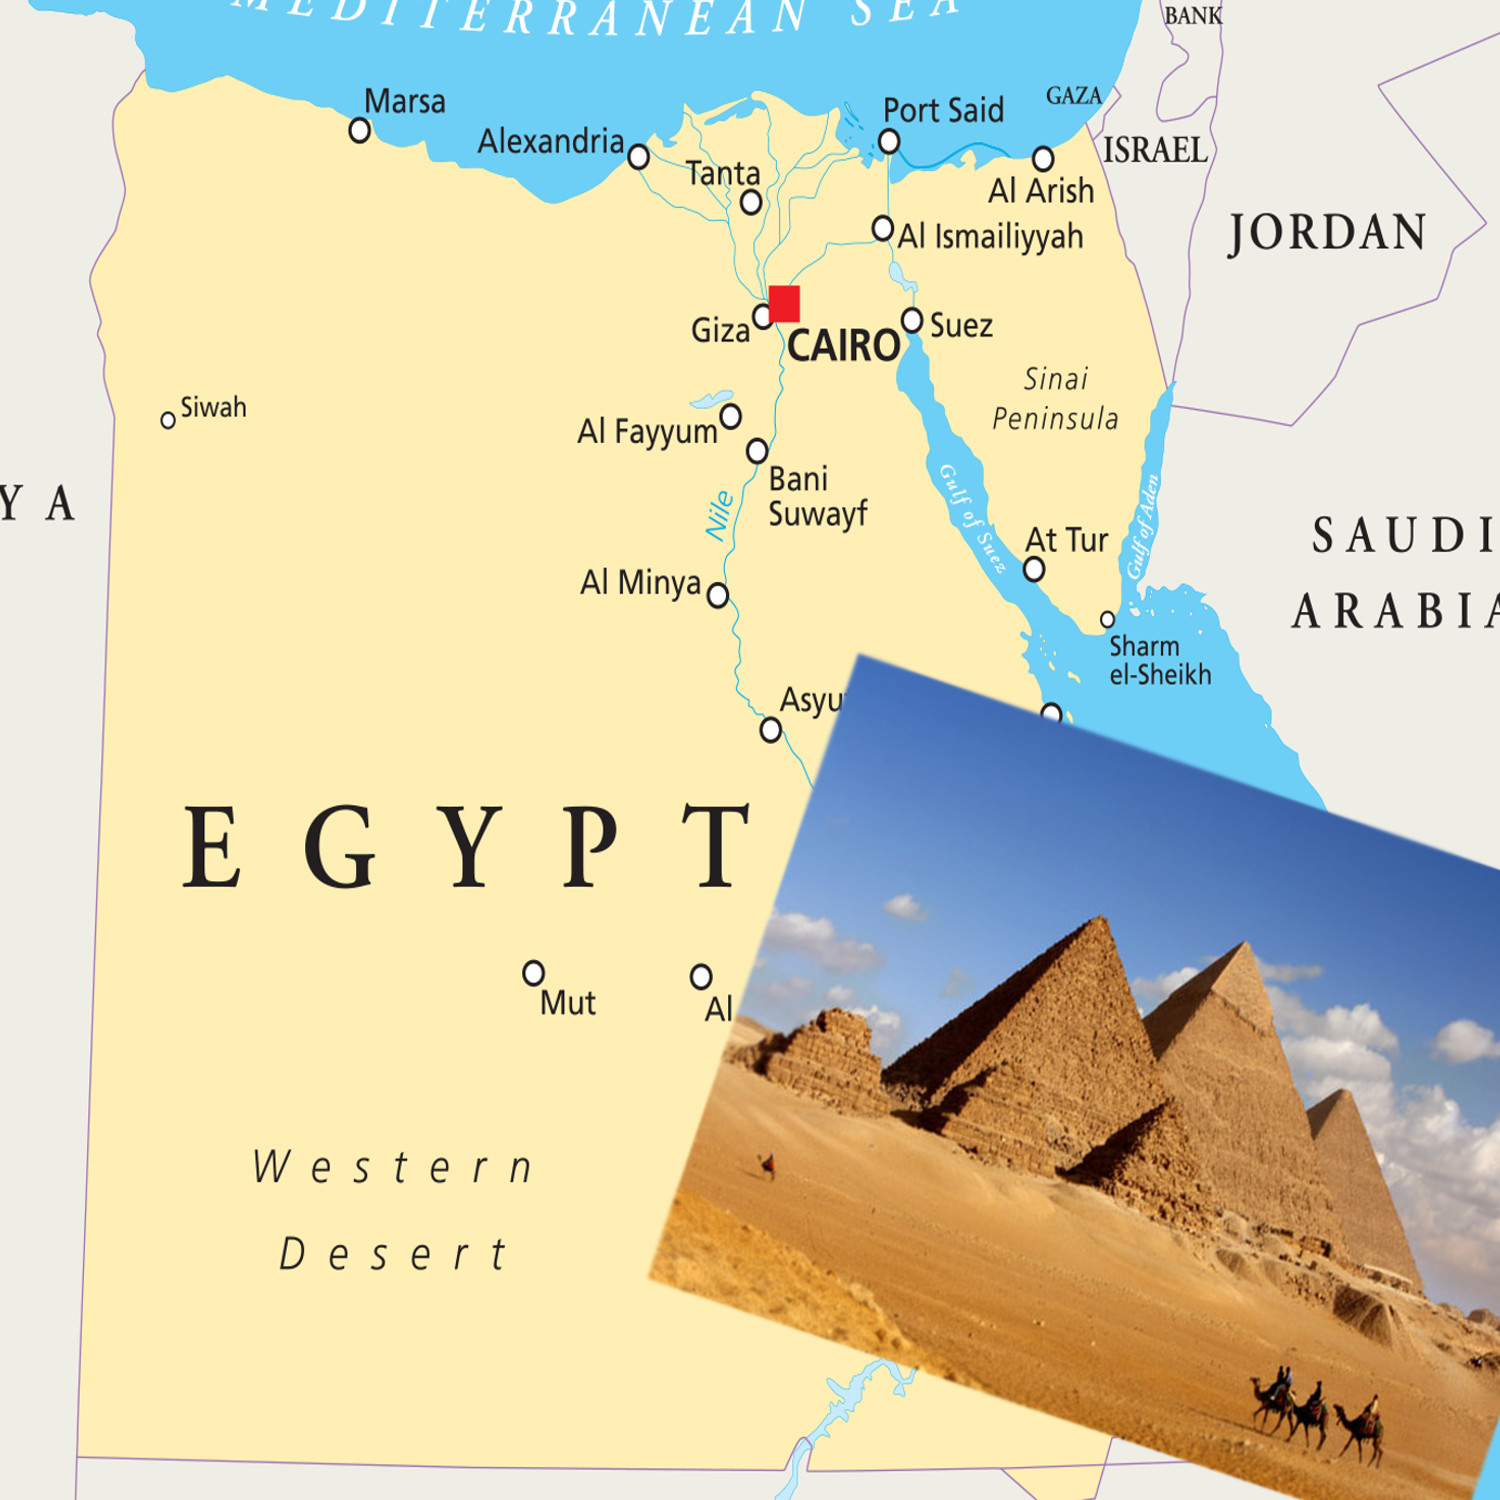 MEDITERRANEAN SEA
BANK
Marsa
GAZA
Port Said
Alexandria
ISRAEL
Tanta
Al Arish
JORDAN
Al Ismailiyyah
Giza
CAIRO
Suez
Sinai
Peninsula
Siwah
Al Fayyum
Bani
Suwayf
Nile
Gulf of Suez
Gulf of Aden
Y A
SAUDI
ARABIA
At Tur
Al Minya
Sharm
el-Sheikh
Asyu
EGYPT
Mut
Al
Western
Desert